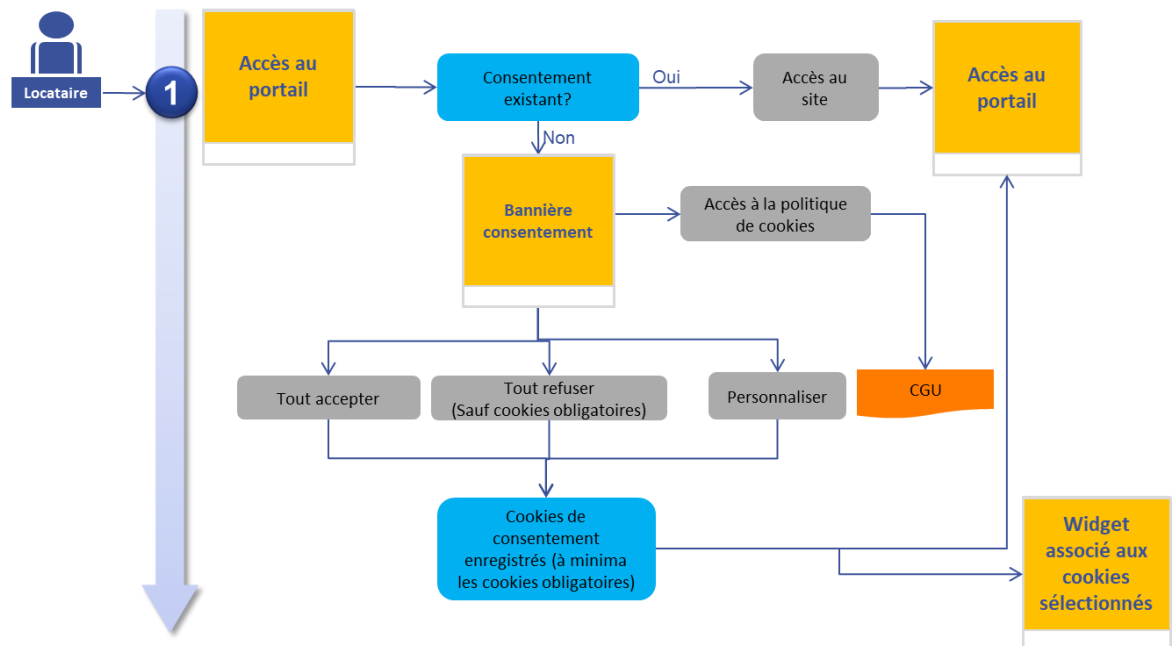 Locataire
1
Accès au
portail
Consentement
existant?
Oui
Accès au
site
Accès au
portail
Non
Bannière
consentement
Accès à la politique
de cookies
Tout accepter
Tout refuser
(Sauf cookies obligatoires)
Personnaliser
CGU
Cookies de
consentement
enregistrés (à minima
les cookies obligatoires)
Widget
associé aux
cookies
sélectionnés